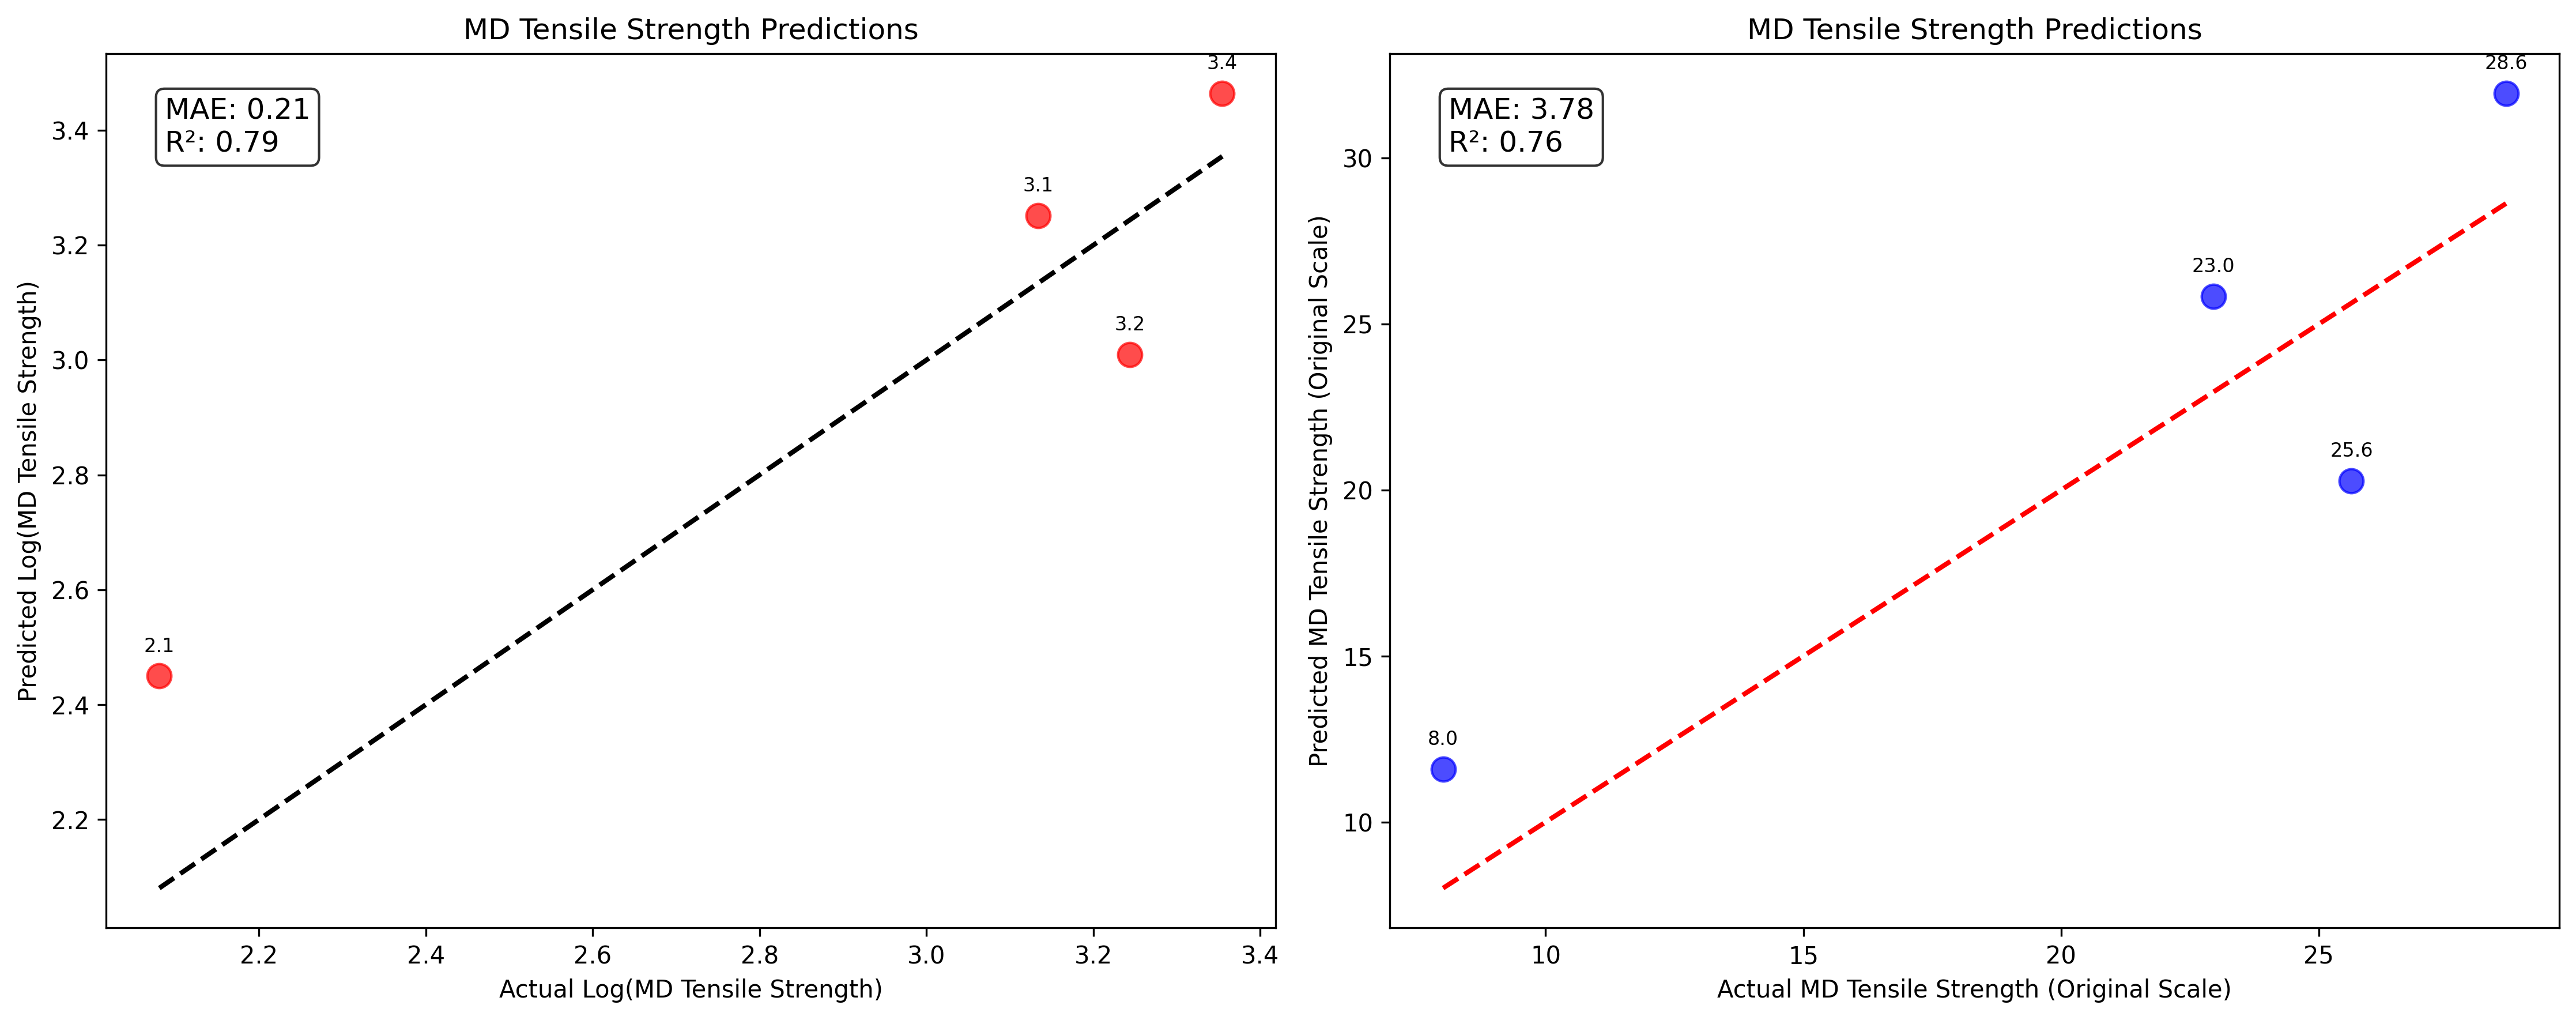 MD Tensile Strength Predictions
MAE: 0.21
R²: 0.79
3.4
3.1
3.2
2.1
3.4
3.2
3.0
2.8
2.6
2.4
2.2
Predicted Log(MD Tensile Strength)
2.2 2.4 2.6 2.8 3.0 3.2 3.4
Actual Log(MD Tensile Strength)
MD Tensile Strength Predictions
MAE: 3.78
R²: 0.76
28.6
23.0
25.6
8.0
30
25
20
15
10
Predicted MD Tensile Strength (Original Scale)
10 15 20 25
Actual MD Tensile Strength (Original Scale)